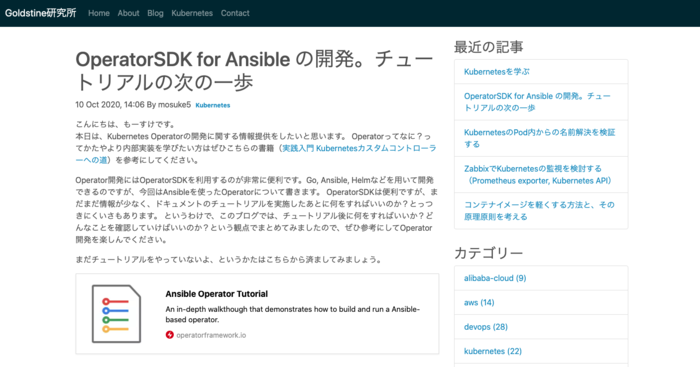 Goldstine研究所 Home About Blog Kubernetes Contact
OperatorSDK for Ansible の開発。チュー
トリアルの次の一歩
10 Oct 2020, 14:06 By mosuke5 Kubernetes
こんにちは、もーすけです。
本日は、Kubernetes Operatorの開発に関する情報提供をしたいと思います。 Operatorってなに？っ
てかたやより内部実装を学びたい方はぜひこちらの書籍（実践入門 Kubernetesカスタムコントローラ
ーへの道）を参考にしてください。
Operator開発にはOperatorSDKを利用するのが非常に便利です。Go, Ansible, Helmなどを用いて開発
できるのですが、今回はAnsibleを使ったOperatorについて書きます。 OperatorSDKは便利ですが、ま
だまだ情報が少なく、ドキュメントのチュートリアルを実施したあとに何をすればいいのか？とっつ
きにくいさもあります。 というわけで、このブログでは、チュートリアル後に何をすればいいか？ど
んなことを確認していけばいいのか？という観点でまとめてみましたので、ぜひ参考にしてOperator
開発を楽しんでください。
まだチュートリアルをやっていないよ、というかたはこちらから済ましてみましょう。
Ansible Operator Tutorial
An in-depth walkthough that demonstrates how to build and run a Ansible-
based operator.
operatorframework.io
最近の記事
Kubernetesを学ぶ
OperatorSDK for Ansible の開発。チュー
トリアルの次の一歩
KubernetesのPod内からの名前解決を検証
する
ZabbixでKubernetesの監視を検討する
（Prometheus exporter, Kubernetes API）
コンテナイメージを軽くする方法と、その
原理原則を考える
カテゴリー
alibaba-cloud (9)
aws (14)
devops (28)
kubernetes (22)